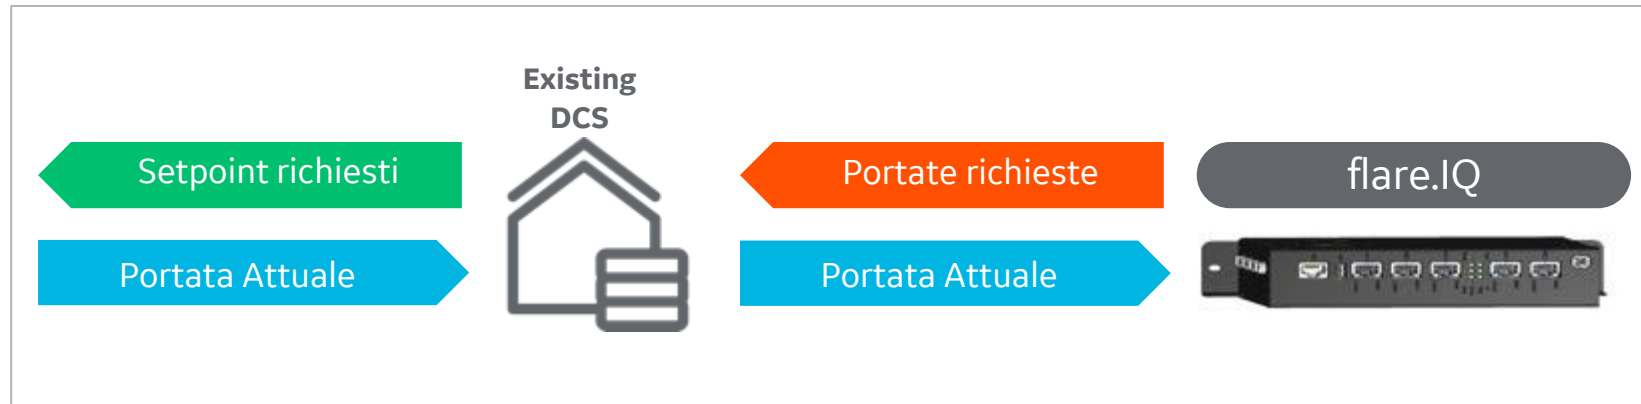 Existing
DCS
Setpoint richiesti
Portate richieste
flare.IQ
Portata Attuale
Portata Attuale